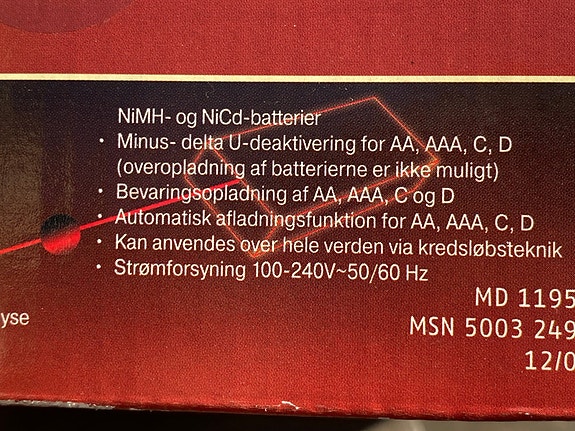 NiMH- og NiCd-batterier
• Minus- delta U-deaktivering for AA, AAA, C, D
(overopladning af batterierne er ikke muligt)
• Bevaringsopladning af AA, AAA, C og D
• Automatisk afladningsfunktion for AA, AAA, C, D
• Kan anvendes over hele verden via kredsløbsteknik
• Strømforsyning 100-240V~50/60 Hz
MD 1195
yse
MSN 5003 249
12/0